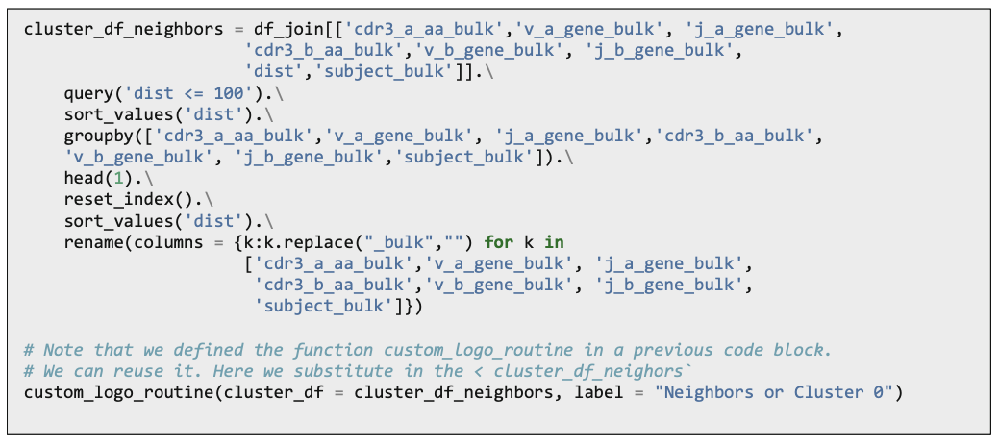 cluster_df_neighbors = df_join[['cdr3_a_aa_bulk','v_a_gene_bulk', 'j_a_gene_bulk',
'cdr3_b_aa_bulk','v_b_gene_bulk', 'j_b_gene_bulk',
'dist','subject_bulk']].\
query('dist <= 100').\
sort_values('dist').\
groupby(['cdr3_a_aa_bulk','v_a_gene_bulk', 'j_a_gene_bulk','cdr3_b_aa_bulk',
'v_b_gene_bulk', 'j_b_gene_bulk','subject_bulk']).\
head(1).\
reset_index().\
sort_values('dist').\
rename(columns = {k:k.replace("_bulk","") for k in
['cdr3_a_aa_bulk','v_a_gene_bulk', 'j_a_gene_bulk',
'cdr3_b_aa_bulk','v_b_gene_bulk', 'j_b_gene_bulk',
'subject_bulk']})
# Note that we defined the function custom_logo_routine in a previous code block.
# We can reuse it. Here we substitute in the < cluster_df_neighors`
custom_logo_routine(cluster_df = cluster_df_neighbors, label = "Neighbors or Cluster 0")